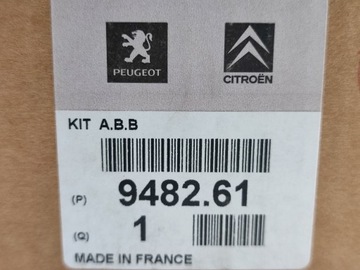 PEUGEOT CITROËN
KIT A.B.B
(P) 9482.61
(Q) 1
MADE IN FRANCE